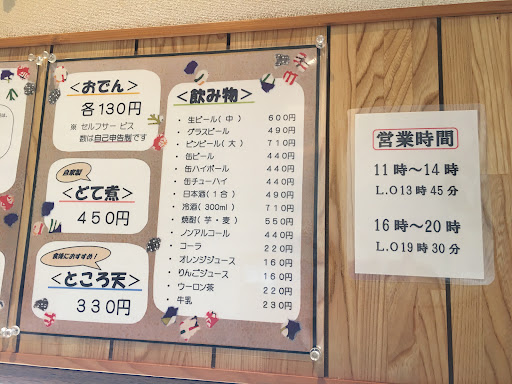 <おでん>
各130円
※ セルフサービス
数は自己申告制です
自家製
<どて煮>
450円
食後におすすめ！
<ところ天>
330円
<飲み物>
・ 生ビール(中) 600円
・ グラスビール 490円
・ ビンビール(大) 710円
・ 缶ビール 440円
・ 缶ハイボール 440円
・ 缶チューハイ 440円
・ 日本酒(1合) 490円
・ 冷酒(300ml) 710円
・ 焼酎(芋・麦) 550円
・ ノンアルコール 440円
・ コーラ 220円
・ オレンジジュース 160円
・ りんごジュース 160円
・ ウーロン茶 220円
・ 牛乳 230円
営業時間
11時～14時
L.O13時45分
16時～20時
L.O19時30分